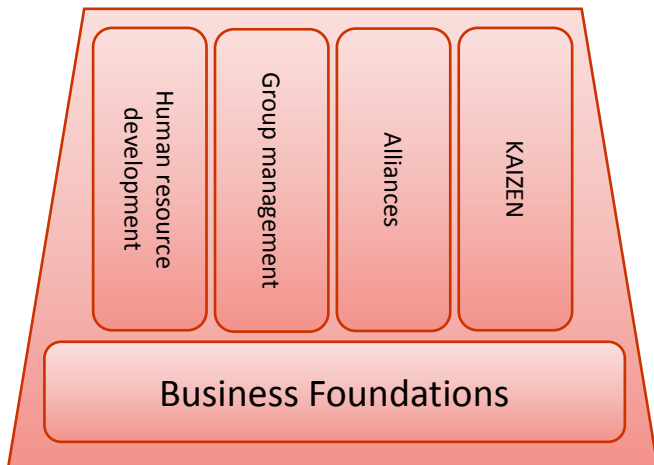 Human resource
development
Group management
Alliances
KAIZEN
Business Foundations